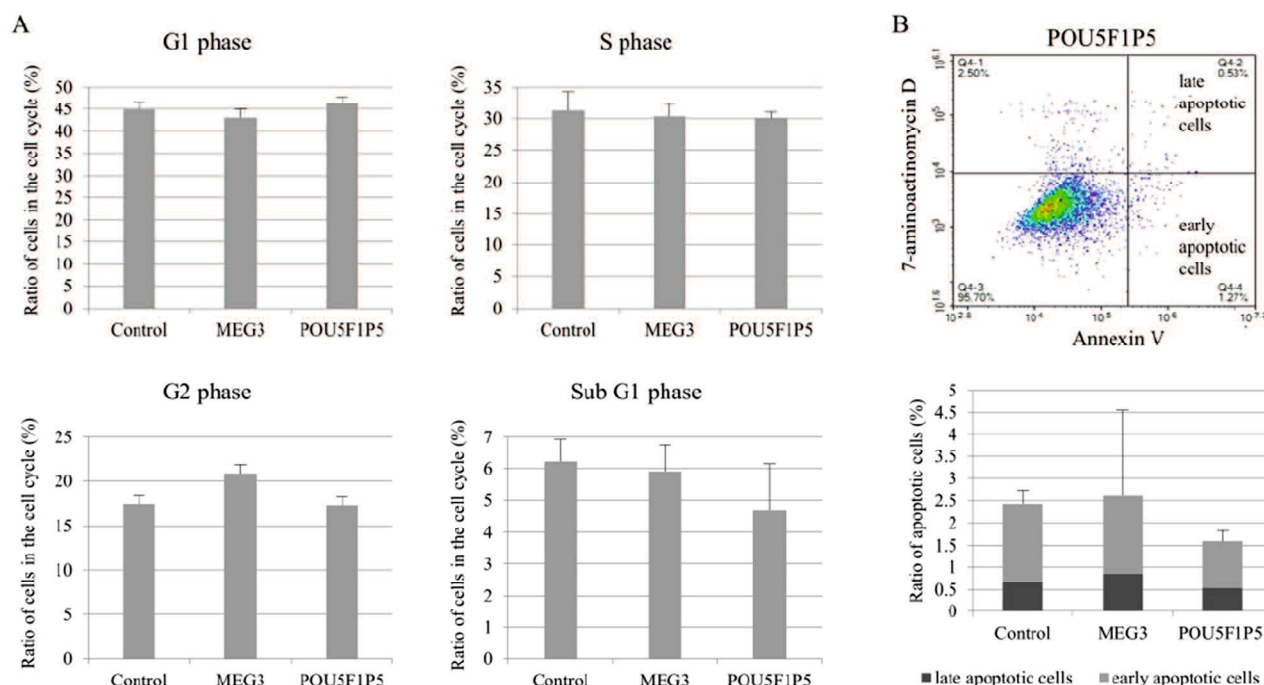 A
G1 phase
Ratio of cells in the cell cycle (%)
50
45
40
35
30
25
20
15
10
5
0
Control MEG3 POU5F1P5
S phase
Ratio of cells in the cell cycle (%)
35
30
25
20
15
10
5
0
Control MEG3 POU5F1P5
G2 phase
Ratio of cells in the cell cycle (%)
25
20
15
10
5
0
Control MEG3 POU5F1P5
Sub G1 phase
Ratio of cells in the cell cycle (%)
7
6
5
4
3
2
1
0
Control MEG3 POU5F1P5
B
POU5F1P5
7-aminoactinomycin D
Q4-1
2.50%
Q4-2
0.53%
late
apoptotic
cells
early
apoptotic
cells
Q4-3
95.70%
Q4-4
1.27%
Annexin V
Ratio of apoptotic cells (%)
5
4.5
4
3.5
3
2.5
2
1.5
1
0.5
0
Control MEG3 POU5F1P5
late apoptotic cells early apoptotic cells